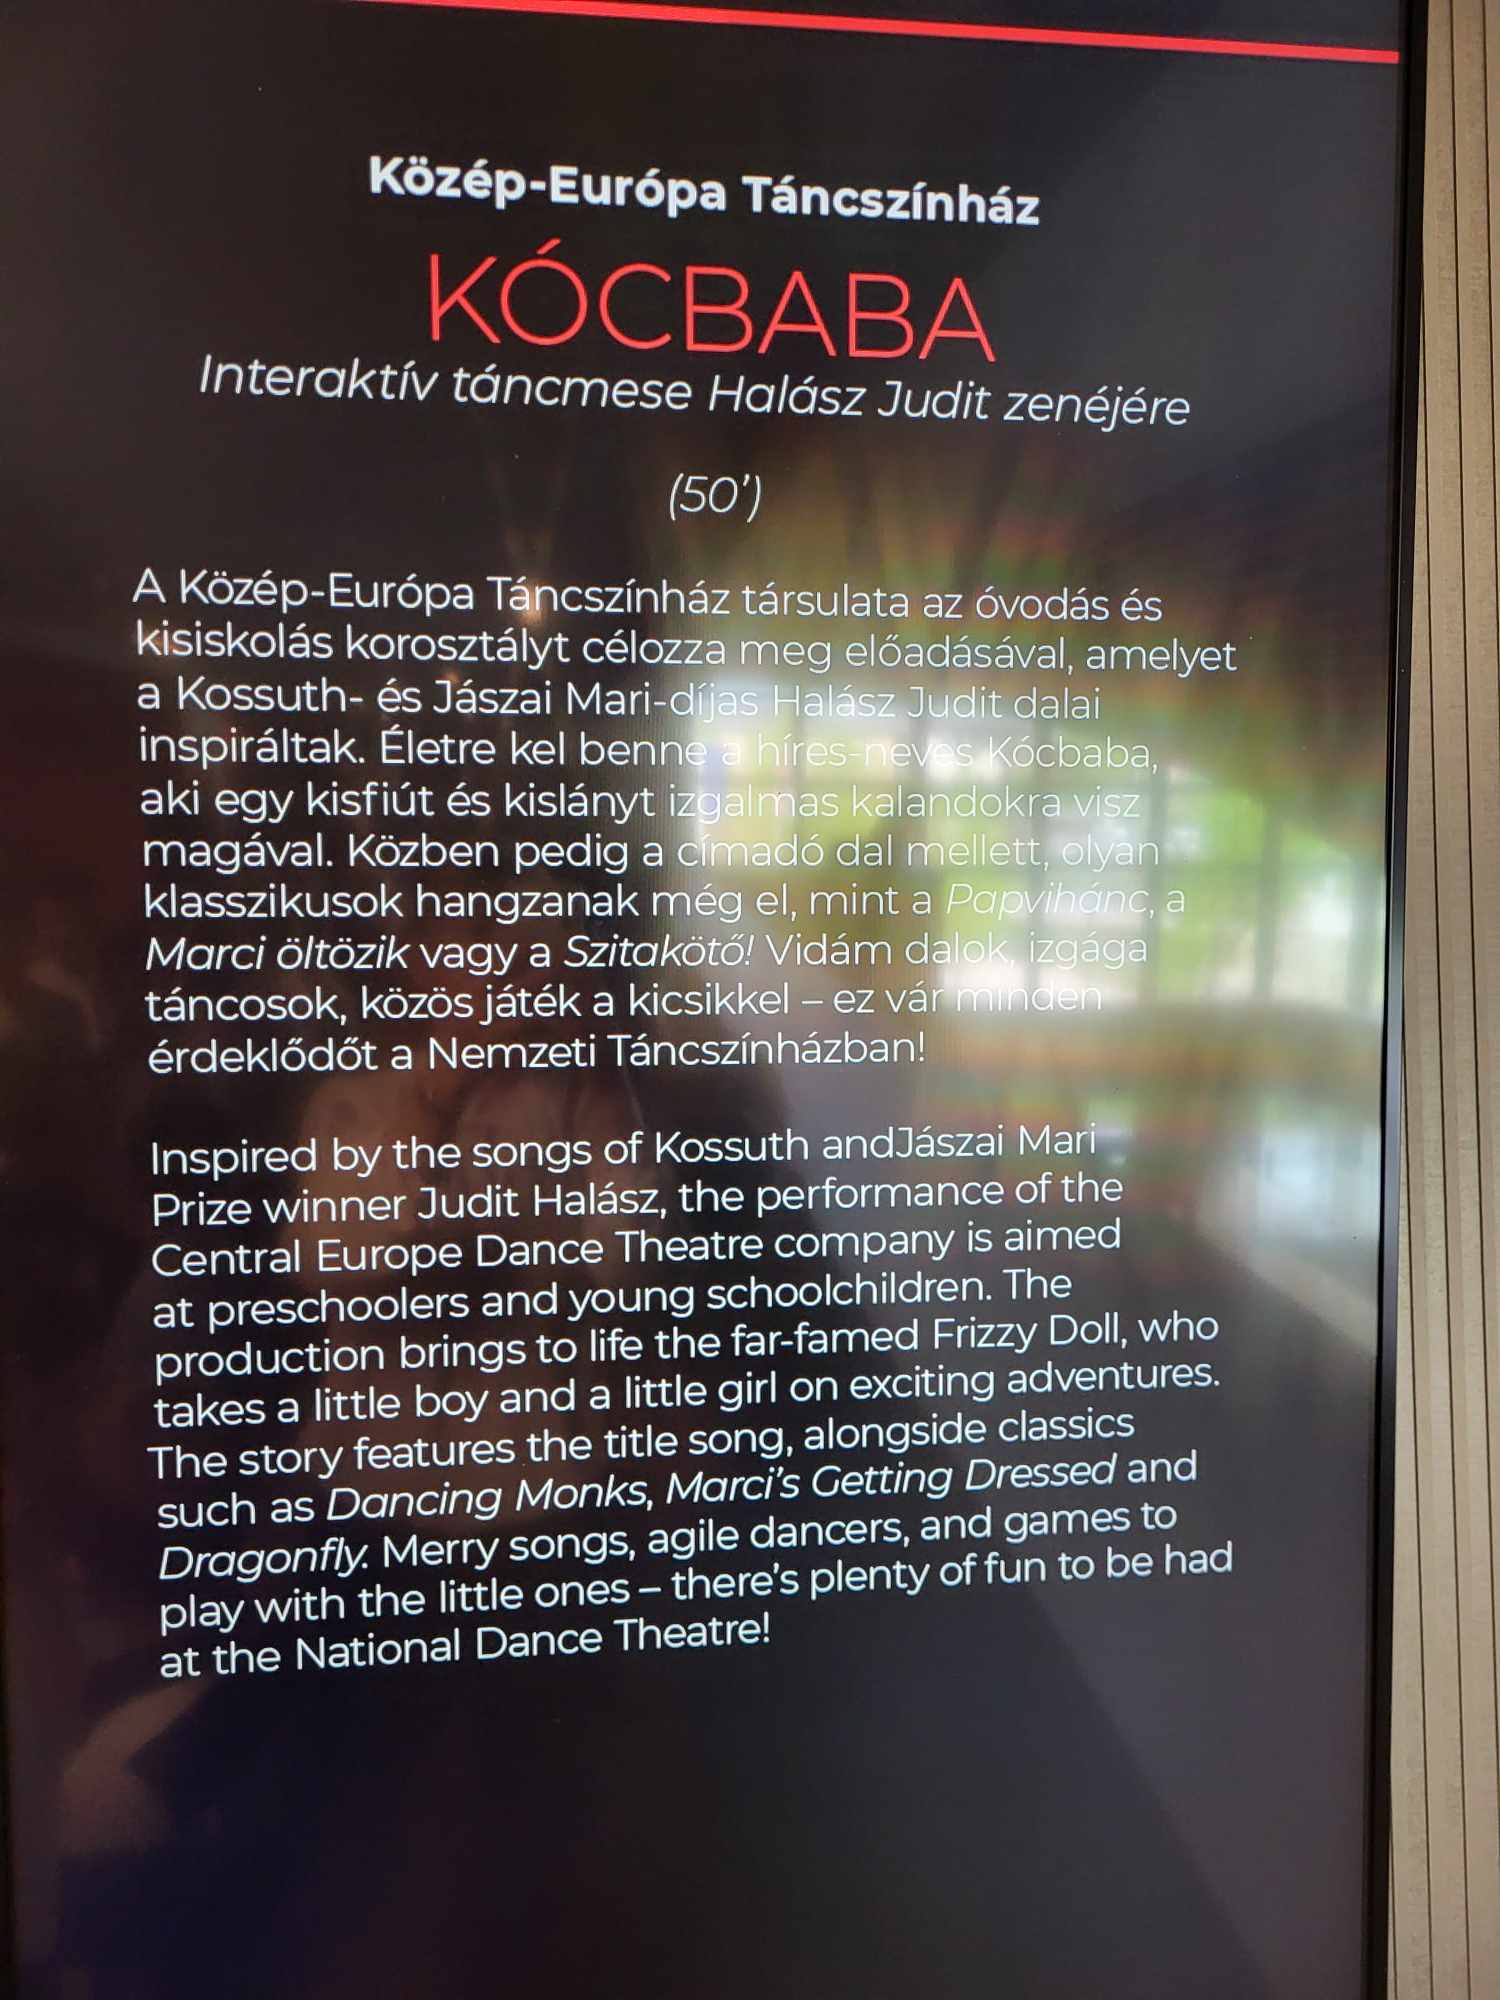 Közép-Európa Táncszínház
KÓCBABA
Interaktív táncmese Halász Judit zenéjére
(50’)
A Közép-Európa Táncszínház társulata az óvodás és
kisiskolás korosztályt célozza meg előadásával, amelyet
a Kossuth- és Jászai Mari-díjas Halász Judit dalai
inspiráltak. Életre kel benne a híres-neves Kócbaba,
aki egy kisfiút és kislányt izgalmas kalandokra visz
magával. Közben pedig a címadó dal mellett, olyan
klasszikusok hangzanak még el, mint a Papvihánc, a
Marci öltözik vagy a Szitakötő! Vidám dalok, izgága
táncosok, közös játék a kicsikkel – ez vár minden
érdeklődőt a Nemzeti Táncszínházban!
Inspired by the songs of Kossuth andJászai Mari
Prize winner Judit Halász, the performance of the
Central Europe Dance Theatre company is aimed
at preschoolers and young schoolchildren. The
production brings to life the far-famed Frizzy Doll, who
takes a little boy and a little girl on exciting adventures.
The story features the title song, alongside classics
such as Dancing Monks, Marci’s Getting Dressed and
Dragonfly. Merry songs, agile dancers, and games to
play with the little ones – there’s plenty of fun to be had
at the National Dance Theatre!